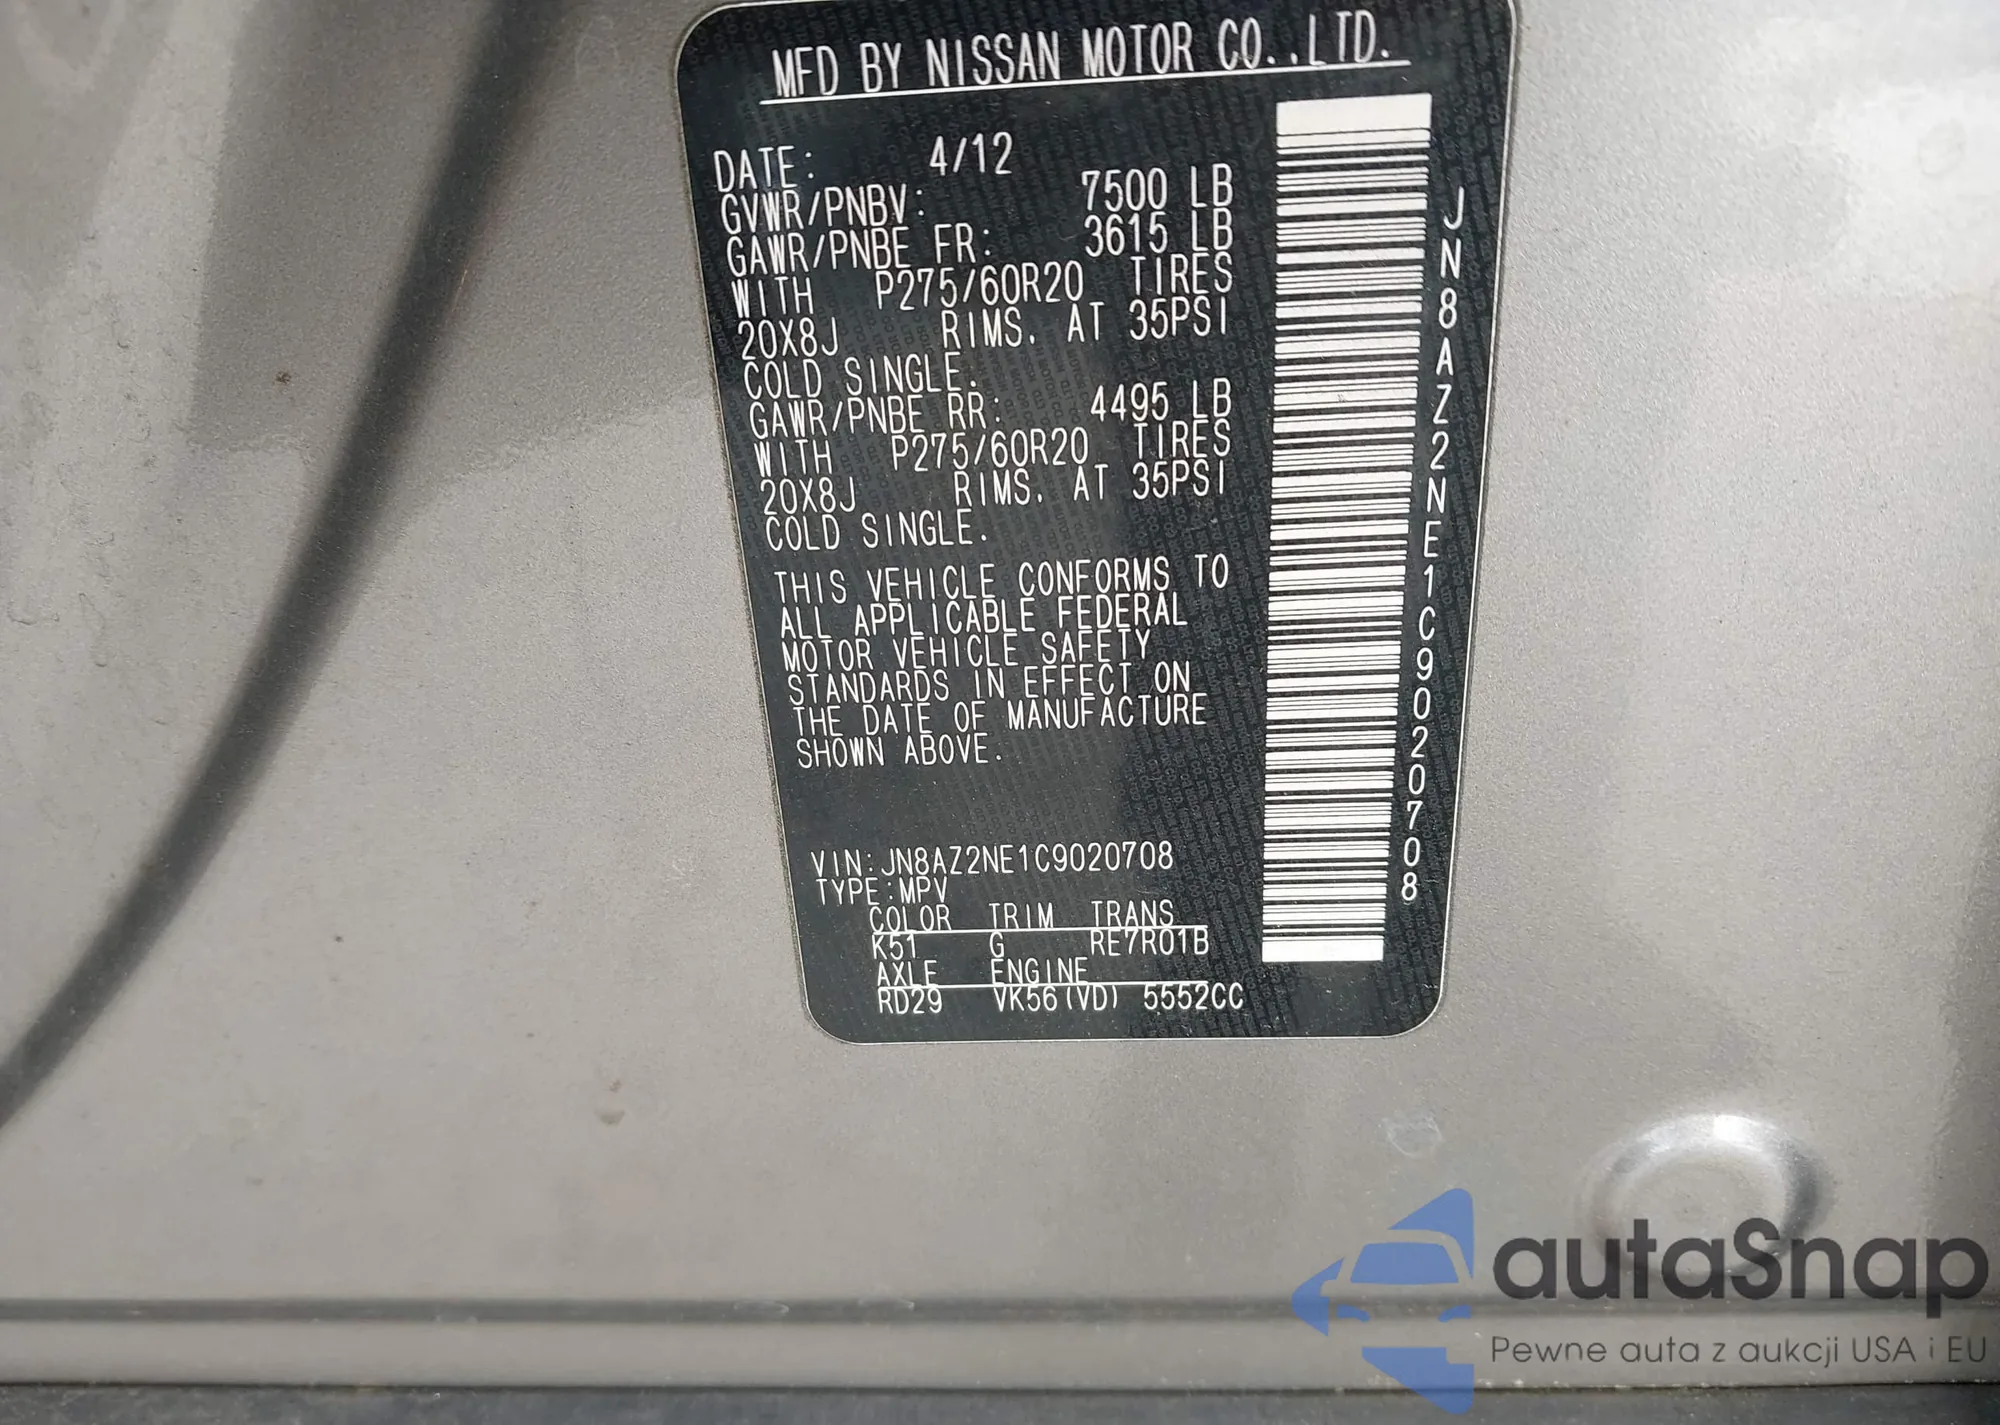 MFD BY NISSAN MOTOR CO.,LTD.
DATE: 4/12
GVWR/PNBV: 7500 LB
GAWR/PNBE FR: 3615 LB
WITH P275/60R20 TIRES
20X8J RIMS. AT 35PSI
COLD SINGLE.
GAWR/PNBE RR: 4495 LB
WITH P275/60R20 TIRES
20X8J RIMS. AT 35PSI
COLD SINGLE.
THIS VEHICLE CONFORMS TO
ALL APPLICABLE FEDERAL
MOTOR VEHICLE SAFETY
STANDARDS IN EFFECT ON
THE DATE OF MANUFACTURE
SHOWN ABOVE.
VIN:JN8AZ2NE1C9020708
TYPE:MPV
COLOR TRIM TRANS
K51 G RE7R01B
AXLE ENGINE
RD29 VK56(VD) 5552CC
JN8AZ2NE1C9020708
autaSnap
Pewne auta z aukcji USA i EU